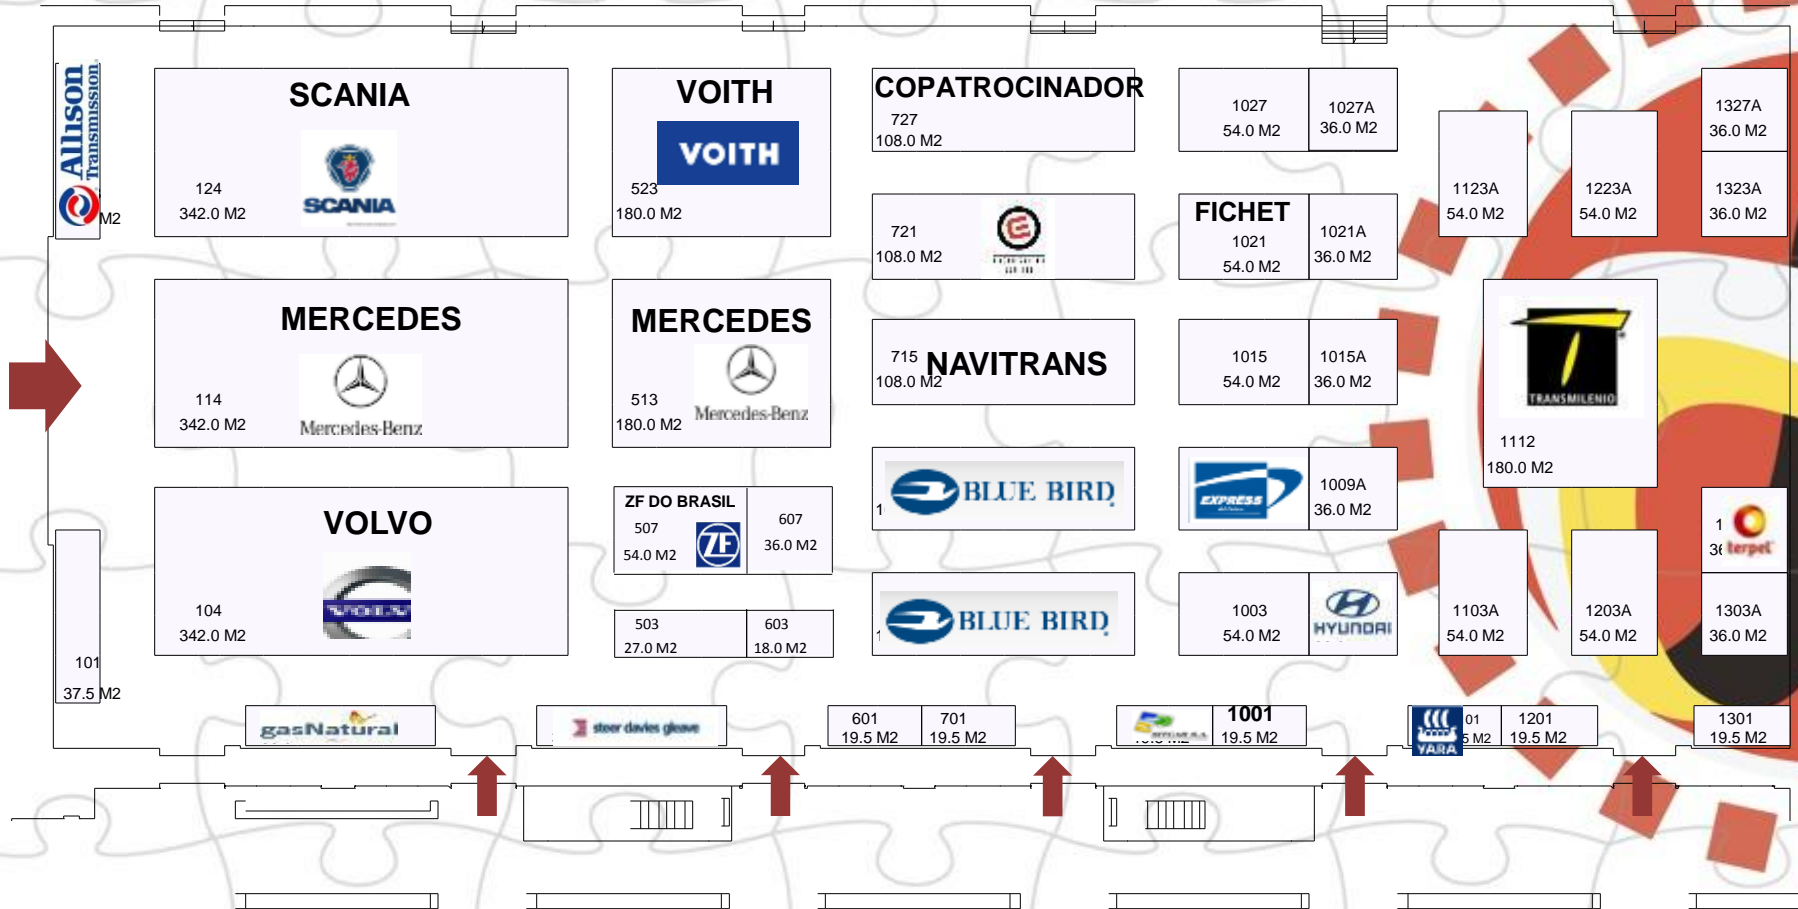 Allison
Transmission
M2
SCANIA
SCANIA
124
342.0 M2
VOITH
VOITH
523
180.0 M2
COPATROCINADOR
727
108.0 M2
1027
54.0 M2
1027A
36.0 M2
1327A
36.0 M2
1123A
54.0 M2
1223A
54.0 M2
1323A
36.0 M2
721
108.0 M2
FICHET
1021
54.0 M2
1021A
36.0 M2
MERCEDES
Mercedes-Benz
114
342.0 M2
MERCEDES
Mercedes-Benz
513
180.0 M2
715
108.0 M2
NAVITRANS
1015
54.0 M2
1015A
36.0 M2
TRANSMILENIO
1112
180.0 M2
BLUE BIRD
EXPRESS
1009A
36.0 M2
VOLVO
VOLVO
104
342.0 M2
ZF DO BRASIL
507
54.0 M2
ZF
607
36.0 M2
terpel
503
27.0 M2
603
18.0 M2
BLUE BIRD
1003
54.0 M2
HYUNDAI
1103A
54.0 M2
1203A
54.0 M2
1303A
36.0 M2
101
37.5 M2
gasNatural
steer davies gleave
601
19.5 M2
701
19.5 M2
1001
19.5 M2
YARA
01
5 M2
1201
19.5 M2
1301
19.5 M2